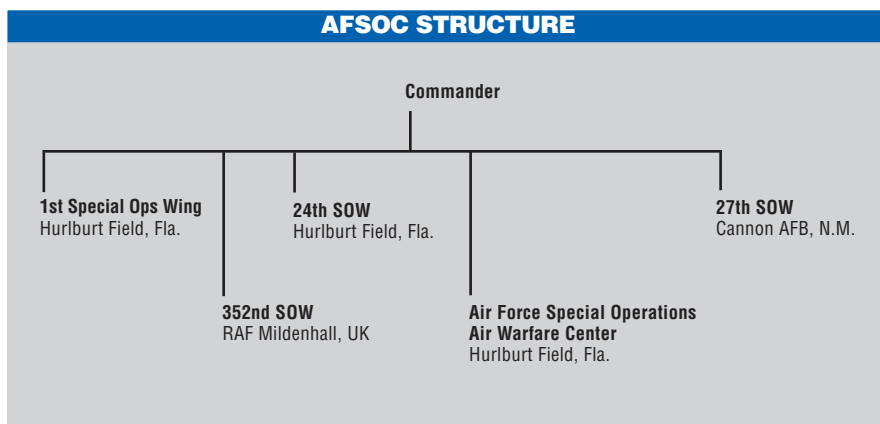 AFSOC STRUCTURE
Commander
1st Special Ops Wing
Hurlburt Field, Fla.
24th SOW
Hurlburt Field, Fla.
27th SOW
Cannon AFB, N.M.
352nd SOW
RAF Mildenhall, UK
Air Force Special Operations
Air Warfare Center
Hurlburt Field, Fla.